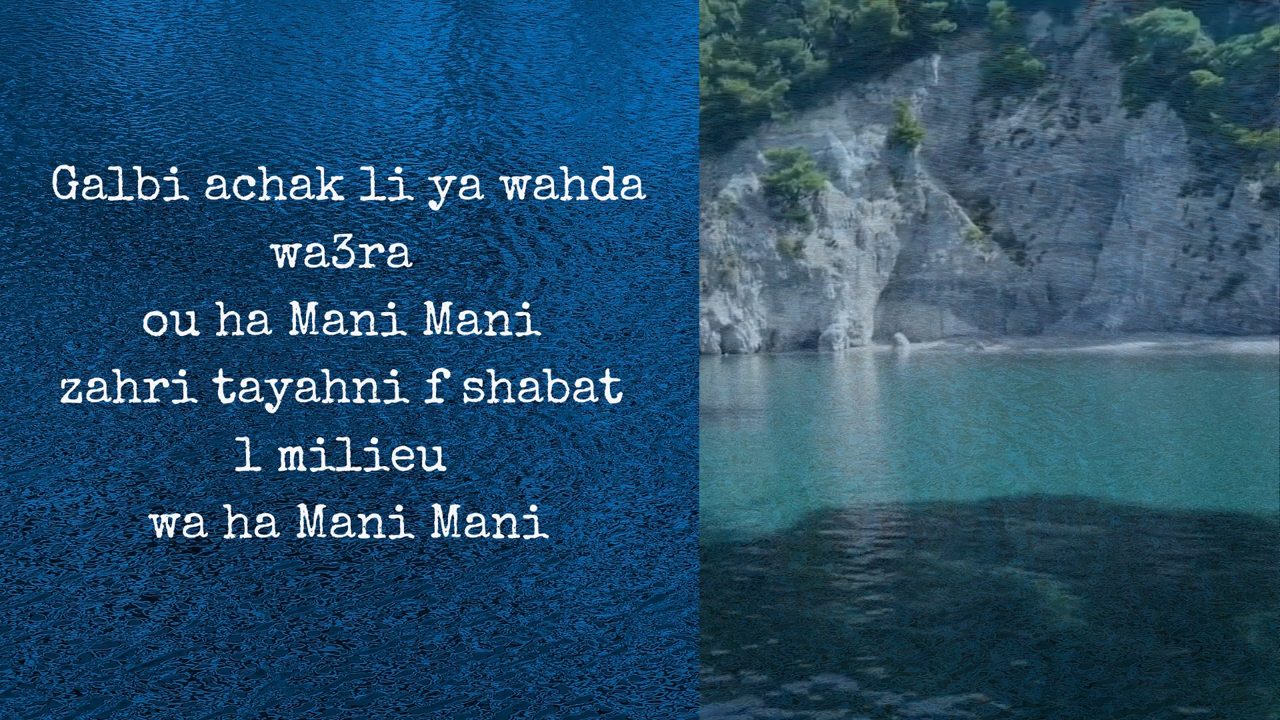 Galbi achak li ya wahda
wa3ra
ou ha Mani Mani
zahri tayahni f shabat
l milieu
wa ha Mani Mani